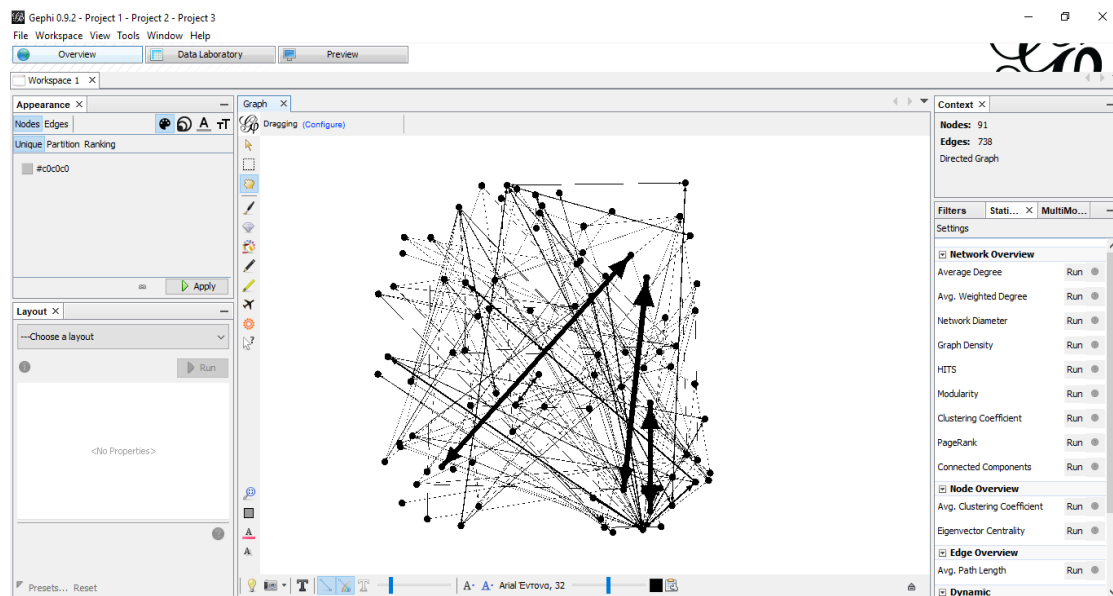 Gephi 0.9.2 - Project 1 - Project 2 - Project 3
File Workspace View Tools Window Help
Overview Data Laboratory Preview
Workspace 1
Appearance
Nodes Edges
Unique Partition Ranking
#c0c0c0
Apply
Layout
---Choose a layout
Run
<No Properties>
Presets... Reset
Graph
Dragging (Configure)
Arial Έντονα, 32
Context
Nodes: 91
Edges: 738
Directed Graph
Filters Stati... MultiMo...
Settings
Network Overview
Average Degree Run
Avg. Weighted Degree Run
Network Diameter Run
Graph Density Run
HITS Run
Modularity Run
Clustering Coefficient Run
PageRank Run
Connected Components Run
Node Overview
Avg. Clustering Coefficient Run
Eigenvector Centrality Run
Edge Overview
Avg. Path Length Run
Dynamic